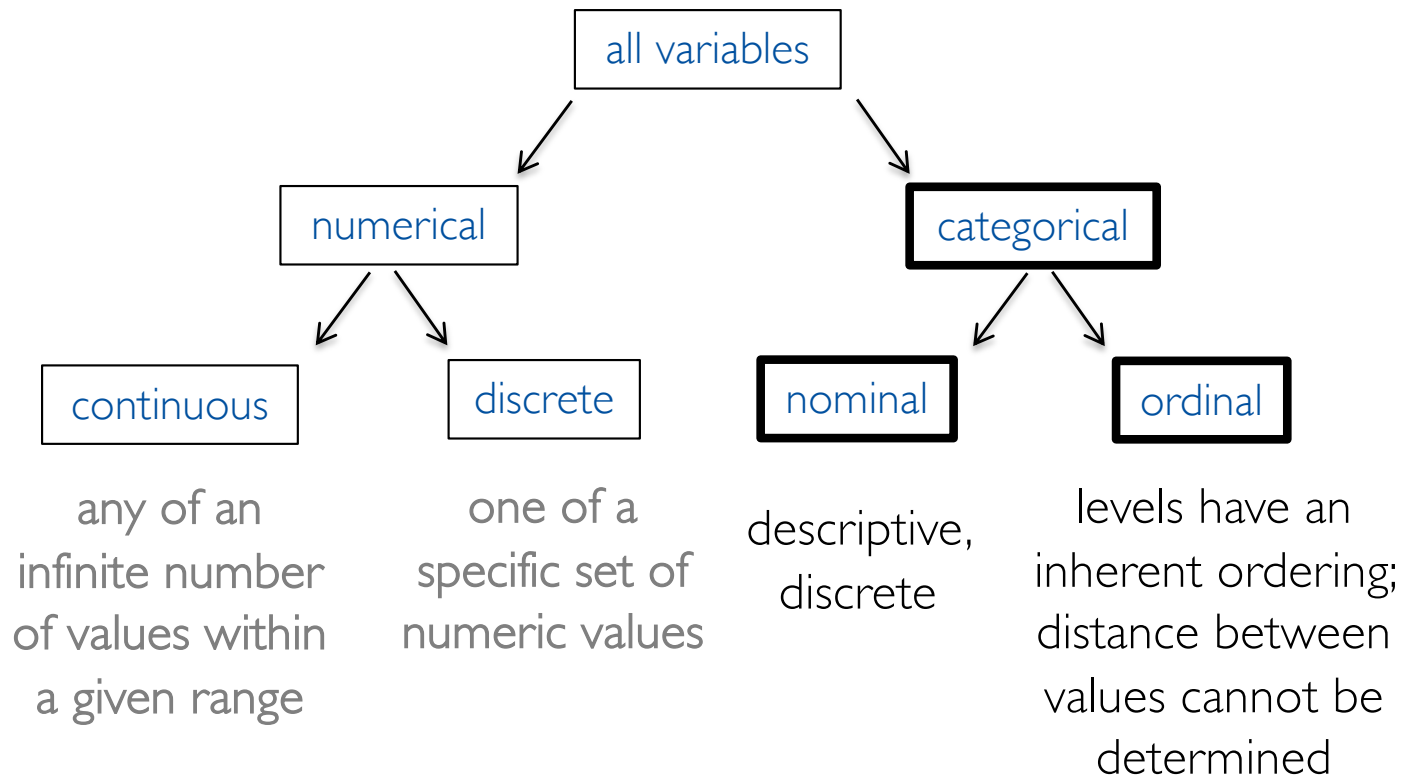 all variables
numerical
categorical
continuous
discrete
nominal
ordinal
any of an
infinite number
of values within
a given range
one of a
specific set of
numeric values
descriptive,
discrete
levels have an
inherent ordering;
distance between
values cannot be
determined